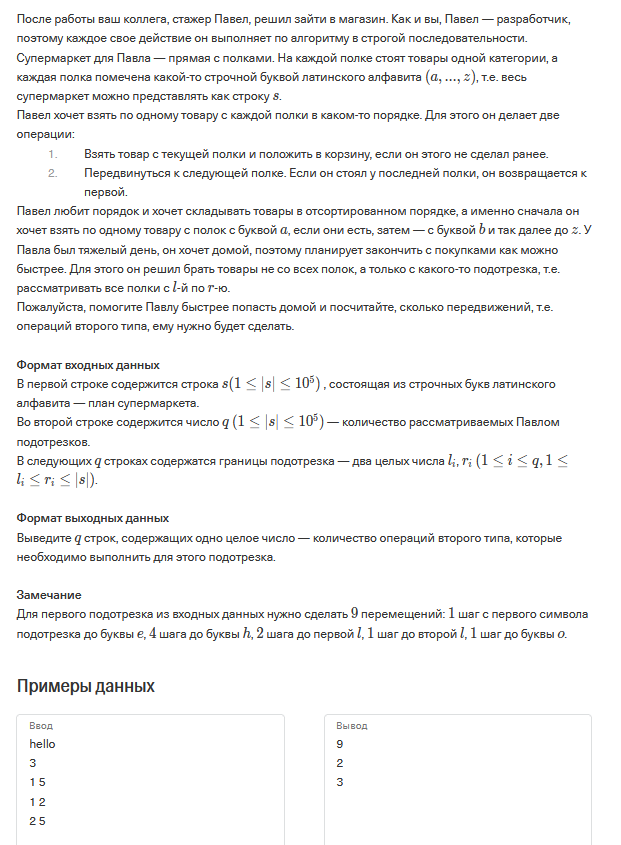 После работы ваш коллега, стажер Павел, решил зайти в магазин. Как и вы, Павел — разработчик,
поэтому каждое свое действие он выполняет по алгоритму в строгой последовательности.
Супермаркет для Павла — прямая с полками. На каждой полке стоят товары одной категории, а
каждая полка помечена какой-то строчной буквой латинского алфавита (a, ..., z), т.е. весь
супермаркет можно представлять как строку s.
Павел хочет взять по одному товару с каждой полки в каком-то порядке. Для этого он делает две
операции:
1. Взять товар с текущей полки и положить в корзину, если он этого не сделал ранее.
2. Передвинуться к следующей полке. Если он стоял у последней полки, он возвращается к
первой.
Павел любит порядок и хочет складывать товары в отсортированном порядке, а именно сначала он
хочет взять по одному товару с полок с буквой a, если они есть, затем — с буквой b и так далее до z. У
Павла был тяжелый день, он хочет домой, поэтому планирует закончить с покупками как можно
быстрее. Для этого он решил брать товары не со всех полок, а только с какого-то подотрезка, т.е.
рассматривать все полки с l-й по r-ю.
Пожалуйста, помогите Павлу быстрее попасть домой и посчитайте, сколько передвижений, т.е.
операций второго типа, ему нужно будет сделать.
Формат входных данных
В первой строке содержится строка s(1 ≤ |s| ≤ 10⁵) , состоящая из строчных букв латинского
алфавита — план супермаркета.
Во второй строке содержится число q (1 ≤ |s| ≤ 10⁵) — количество рассматриваемых Павлом
подотрезков.
В следующих q строках содержатся границы подотрезка — два целых числа lᵢ, rᵢ (1 ≤ i ≤ q, 1 ≤
lᵢ ≤ rᵢ ≤ |s|).
Формат выходных данных
Выведите q строк, содержащих одно целое число — количество операций второго типа, которые
необходимо выполнить для этого подотрезка.
Замечание
Для первого подотрезка из входных данных нужно сделать 9 перемещений: 1 шаг с первого символа
подотрезка до буквы e, 4 шага до буквы h, 2 шага до первой l, 1 шаг до второй l, 1 шаг до буквы o.
Примеры данных
Ввод
hello
3
1 5
1 2
2 5
Вывод
9
2
3